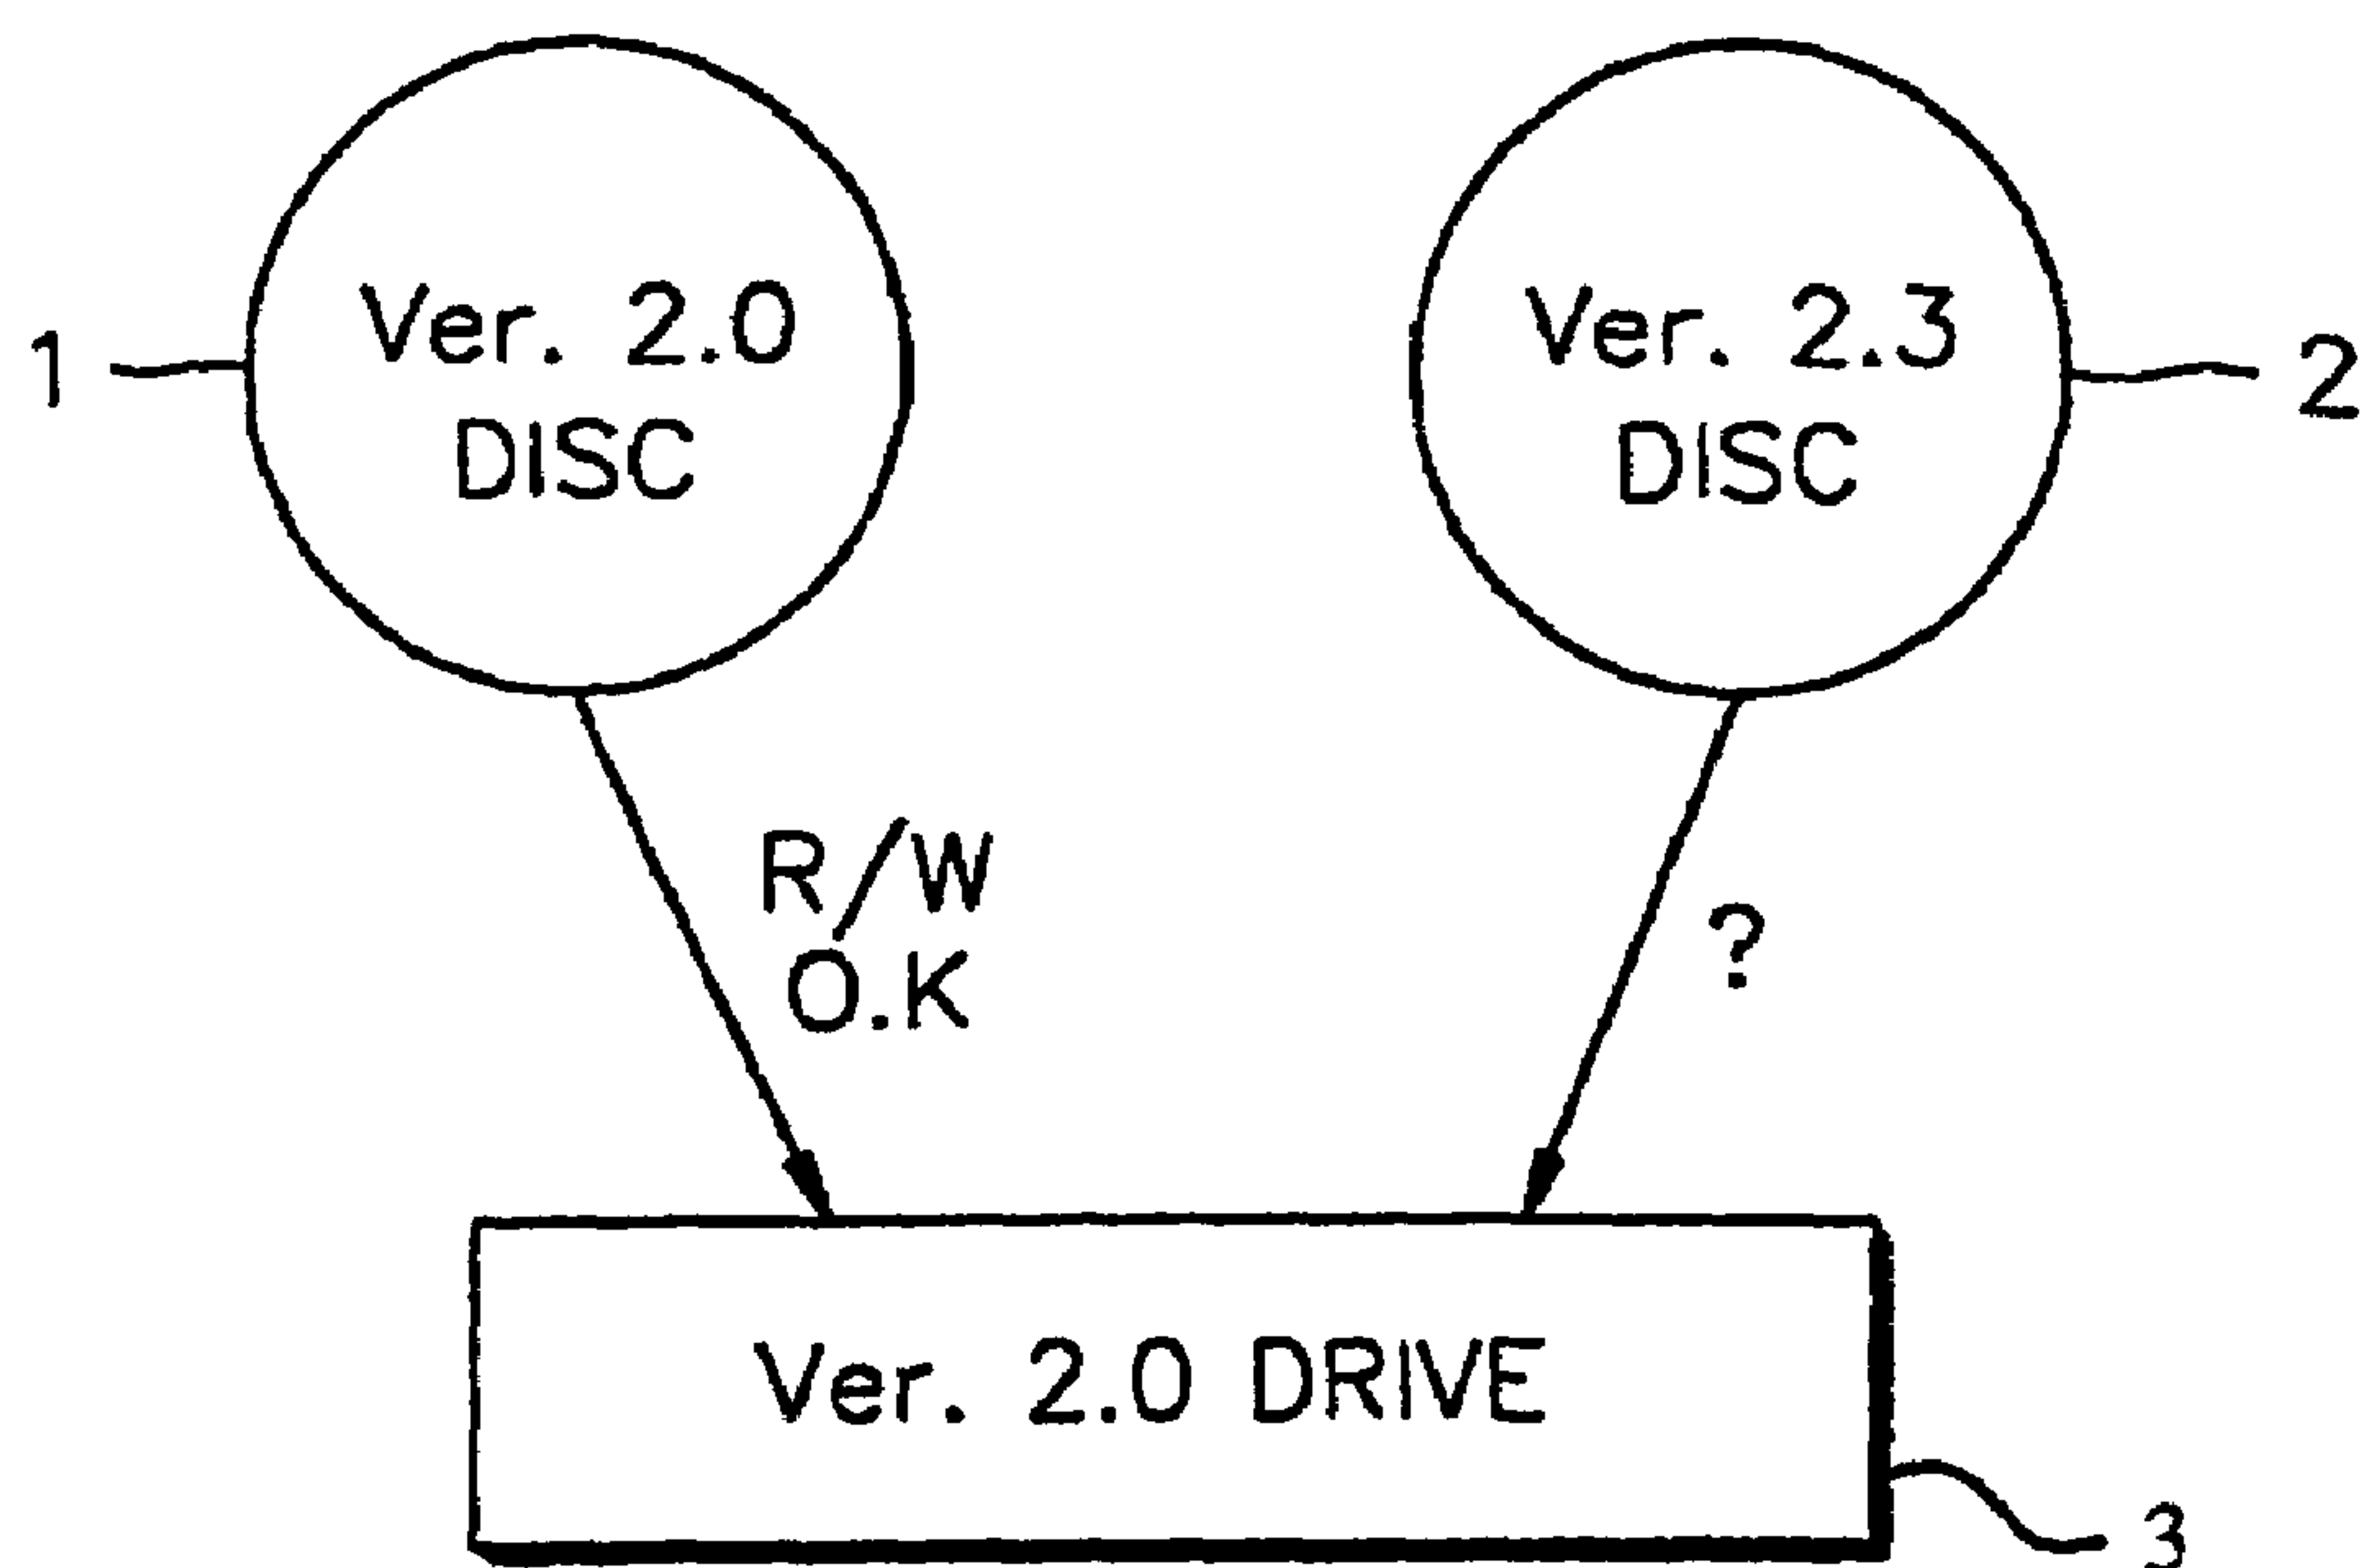 1
Ver. 2.0
DISC
Ver. 2.3
DISC
2
R/W
O.K
?
Ver. 2.0 DRIVE
3